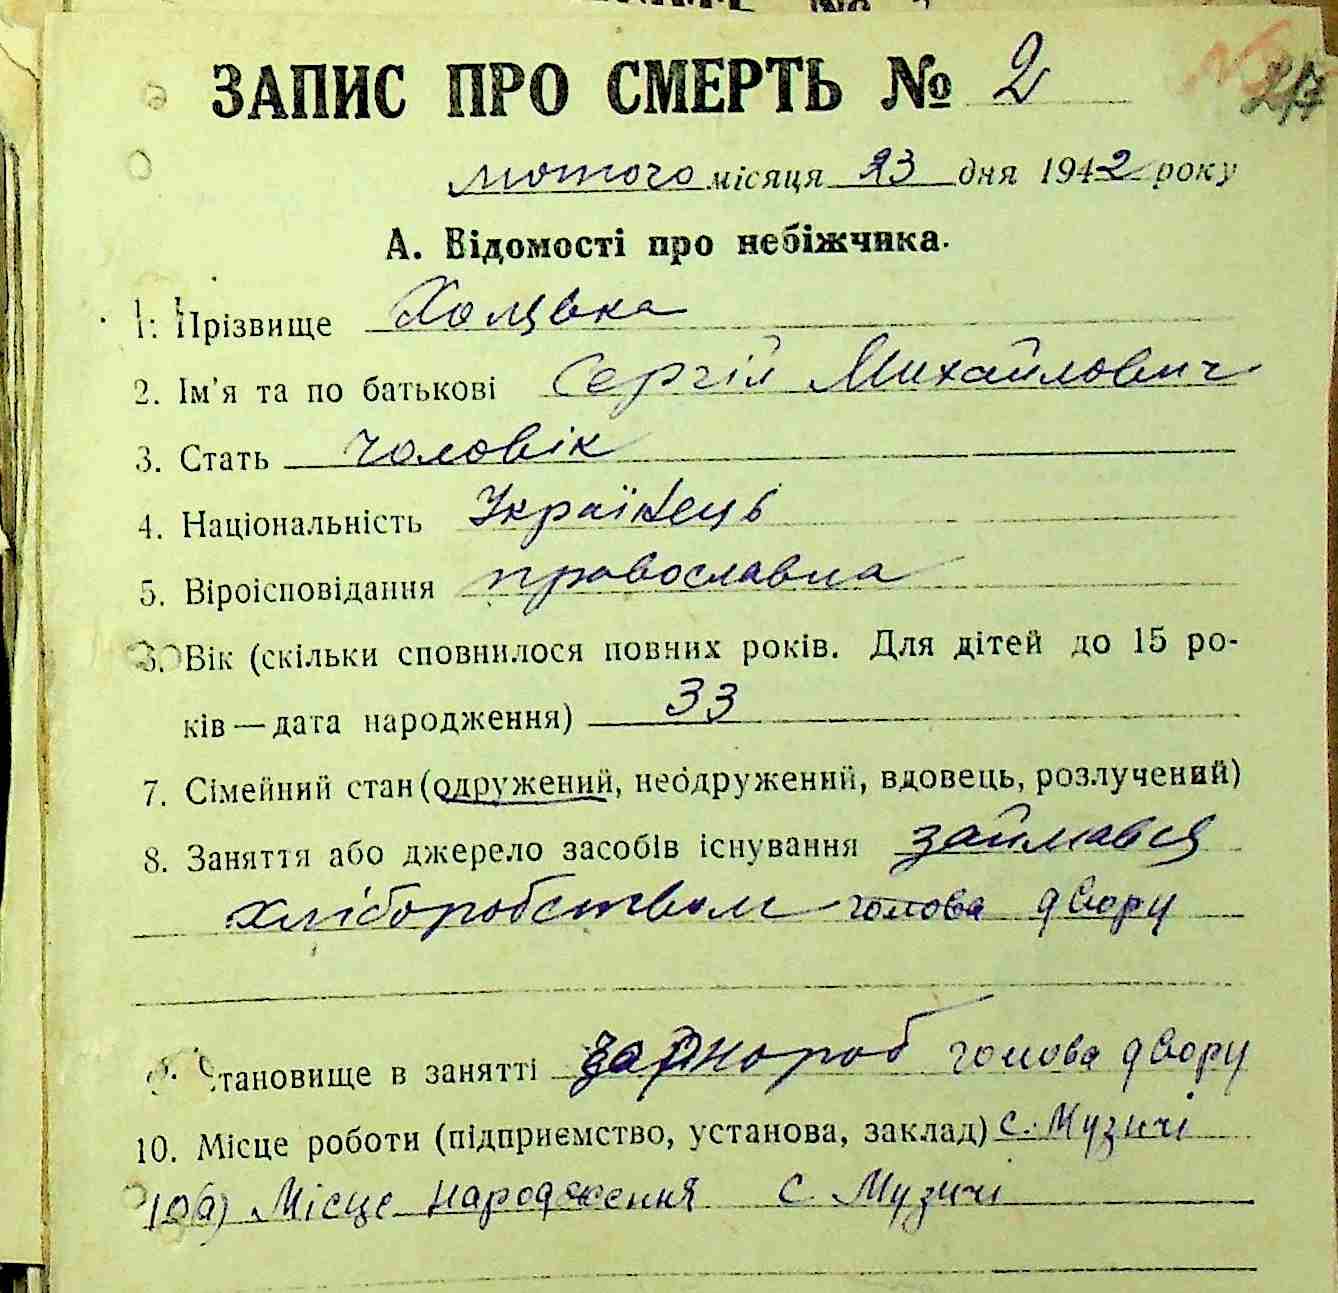 ЗАПИС ПРО СМЕРТЬ № 2
27
лютого місяця 23 дня 1942 року
А. Відомості про небіжчика.
1. Прізвище
2. Ім'я та по батькові Сергій Михайлович
3. Стать чоловік
4. Національність Українець
5. Віроісповідання православна
6. Вік (скільки сповнилося повних років. Для дітей до 15 ро-
ків — дата народження) 33
7. Сімейний стан (одружений, неодружений, вдовець, розлучений)
8. Заняття або джерело засобів існування займався
хліборобством голова двору
9. Становище в занятті чорнороб голова двору
10. Місце роботи (підприємство, установа, заклад) с. Музичі
10(а) Місце народження с. Музичі